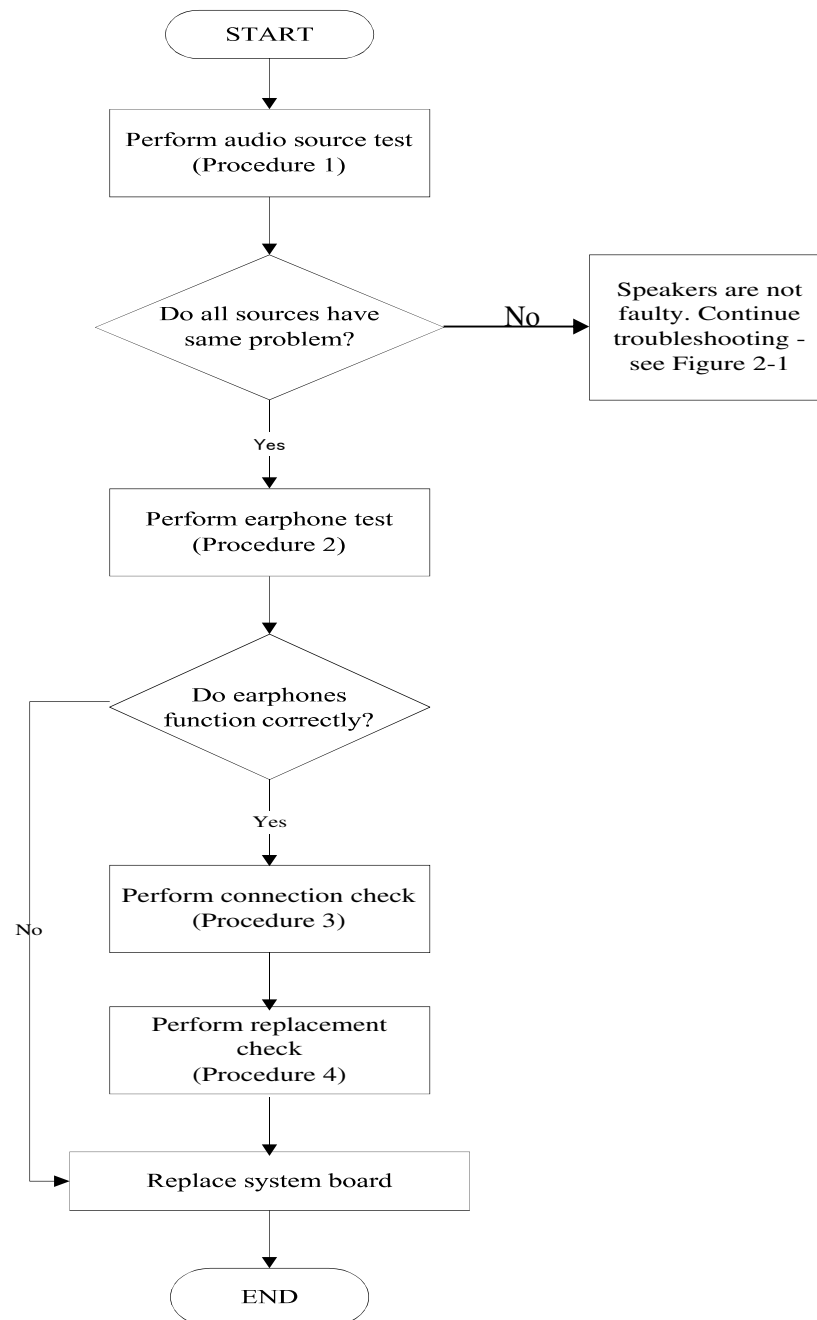 START
Perform audio source test
(Procedure 1)
Do all sources have
same problem?
No
Speakers are not
faulty. Continue
troubleshooting -
see Figure 2-1
Yes
Perform earphone test
(Procedure 2)
Do earphones
function correctly?
Yes
Perform connection check
(Procedure 3)
No
Perform replacement
check
(Procedure 4)
Replace system board
END